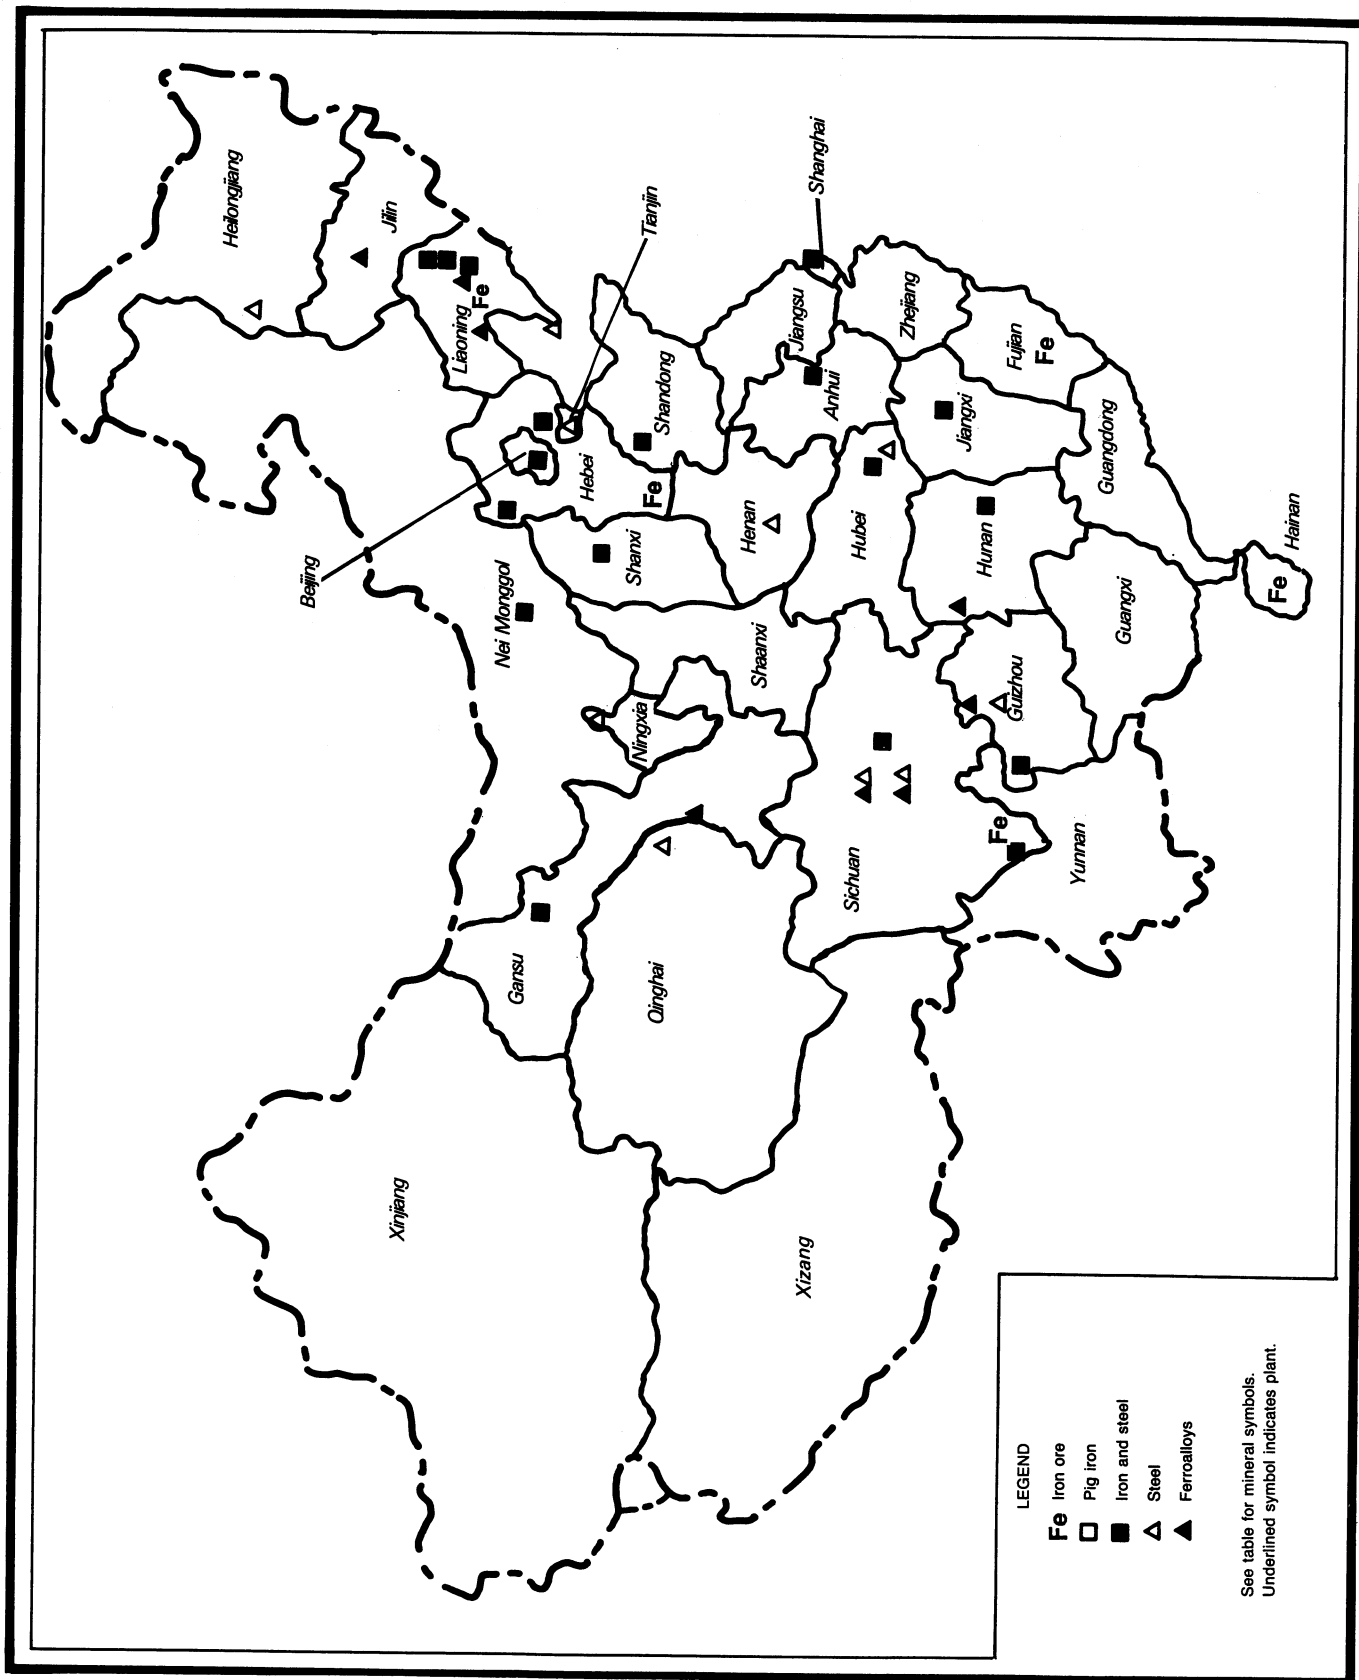 Heilongjiang
Jilin
Liaoning
Fe
Tianjin
Beijing
Hebei
Fe
Shandong
Shanxi
Nei Monggol
Ningxia
Shaanxi
Henan
Jiangsu
Shanghai
Anhui
Zhejiang
Hubei
Jiangxi
Fujian
Fe
Hunan
Guangdong
Guangxi
Hainan
Fe
Guizhou
Sichuan
Fe
Yunnan
Gansu
Qinghai
Xinjiang
Xizang
LEGEND
Fe Iron ore
Pig iron
Iron and steel
Steel
Ferroalloys
See table for mineral symbols.
Underlined symbol indicates plant.